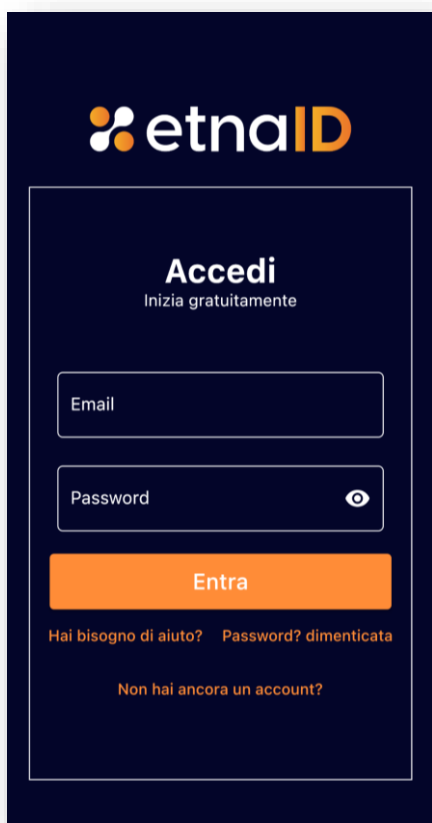 etnaID
Accedi
Inizia gratuitamente
Email
Password
Entra
Hai bisogno di aiuto? Password? dimenticata
Non hai ancora un account?